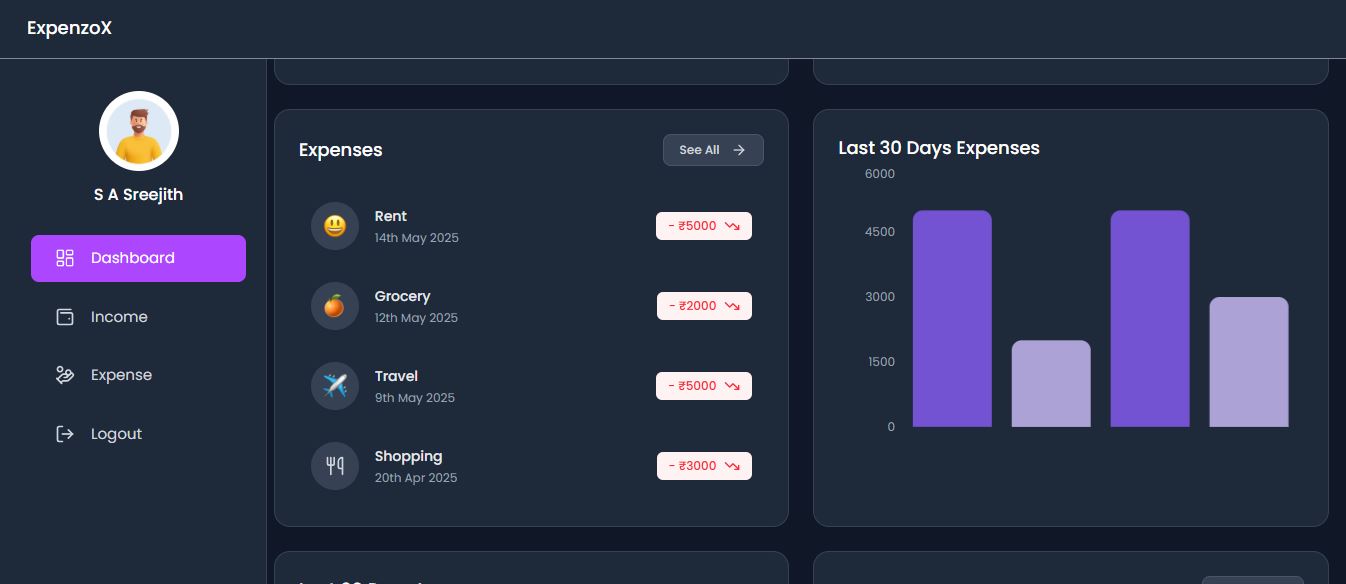 ExpenzoX
S A Sreejith
Dashboard
Income
Expense
Logout
Expenses
See All
Rent
14th May 2025
- ₹5000
Grocery
12th May 2025
- ₹2000
Travel
9th May 2025
- ₹5000
Shopping
20th Apr 2025
- ₹3000
Last 30 Days Expenses
6000
4500
3000
1500
0